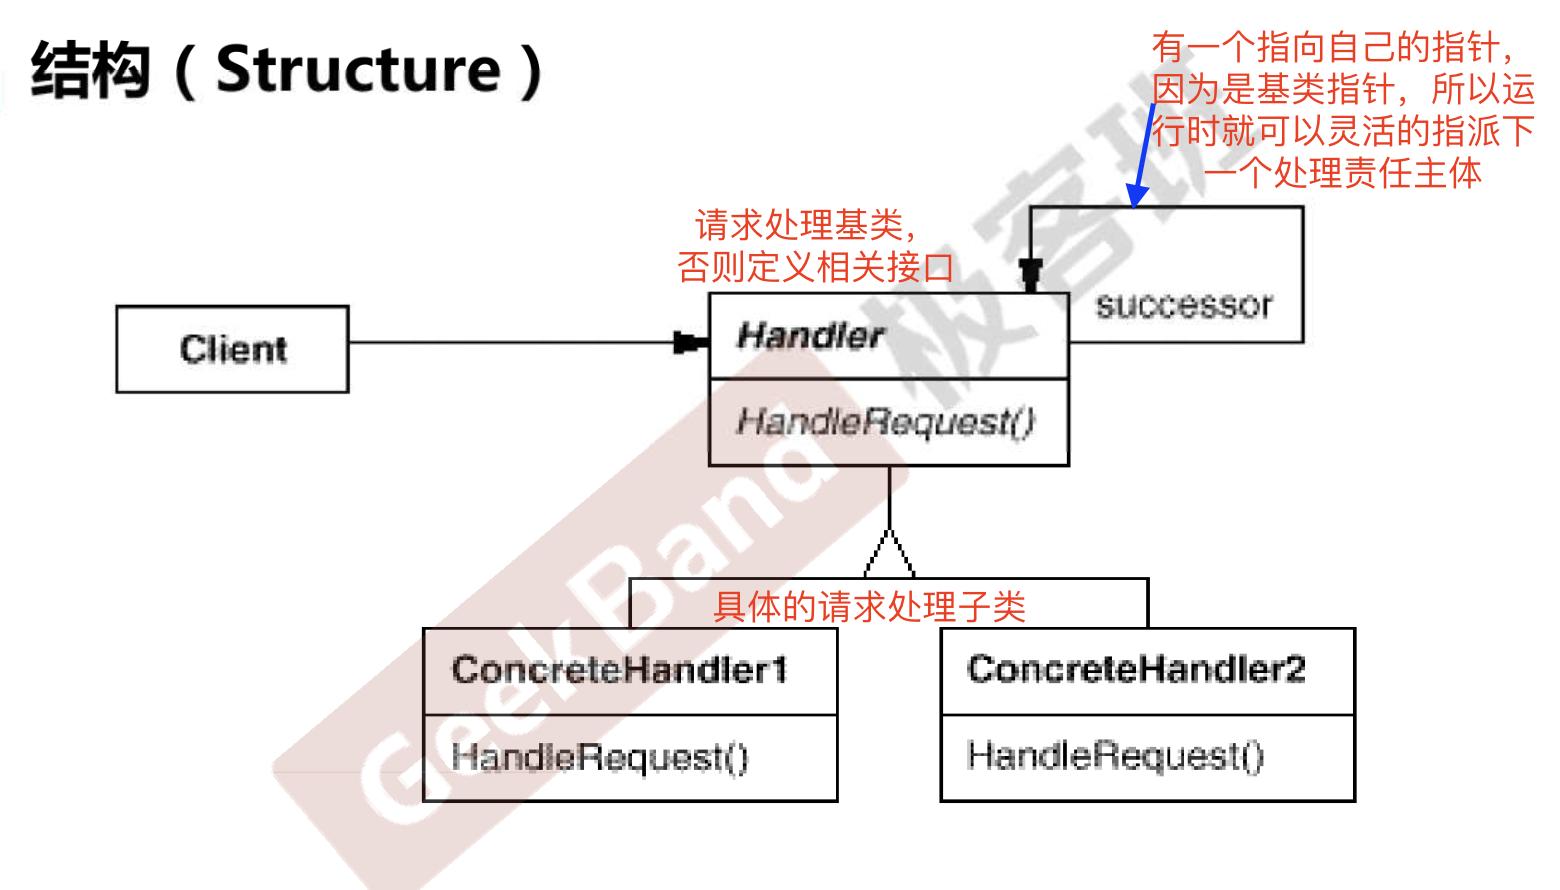 结构（Structure）
有一个指向自己的指针，
因为是基类指针，所以运
行时就可以灵活的指派下
一个处理责任主体
请求处理基类，
否则定义相关接口
successor
Client
Handler
HandleRequest()
具体的请求处理子类
ConcreteHandler1
HandleRequest()
ConcreteHandler2
HandleRequest()
GeekBand
极客班